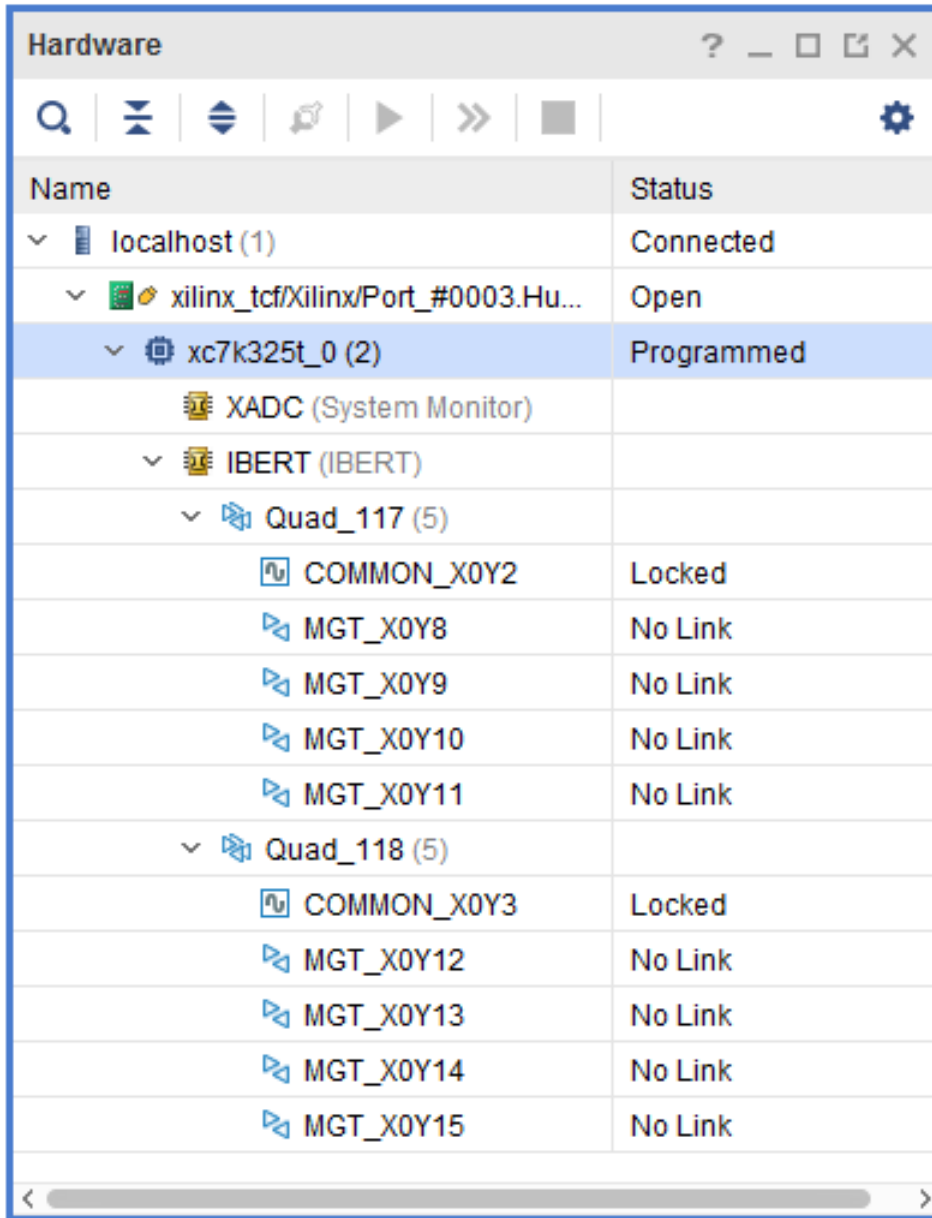 Hardware
Name Status
localhost (1) Connected
xilinx_tcf/Xilinx/Port_#0003.Hu... Open
xc7k325t_0 (2) Programmed
XADC (System Monitor)
IBERT (IBERT)
Quad_117 (5)
COMMON_X0Y2 Locked
MGT_X0Y8 No Link
MGT_X0Y9 No Link
MGT_X0Y10 No Link
MGT_X0Y11 No Link
Quad_118 (5)
COMMON_X0Y3 Locked
MGT_X0Y12 No Link
MGT_X0Y13 No Link
MGT_X0Y14 No Link
MGT_X0Y15 No Link